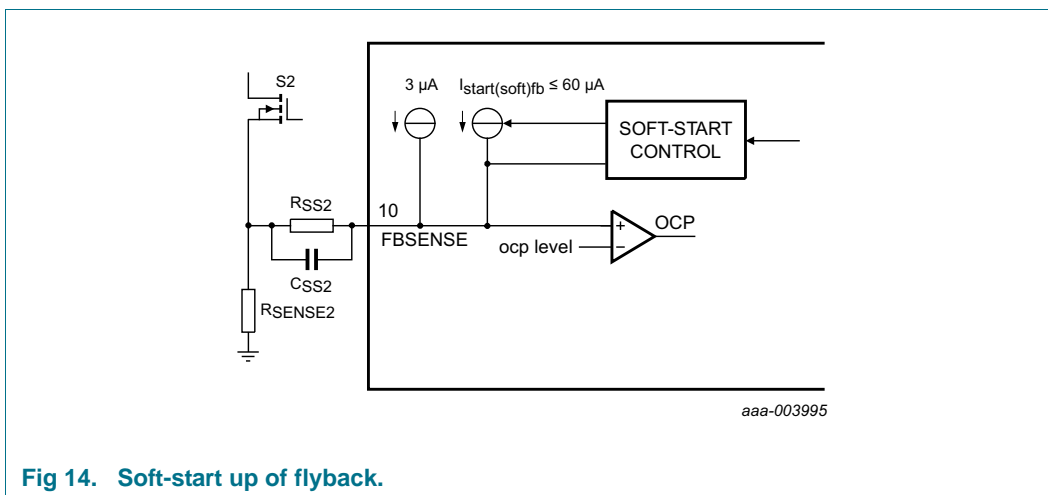 S2
3 µA
Istart(soft)fb ≤ 60 µA
SOFT-START
CONTROL
RSS2
10
FBSENSE
CSS2
RSENSE2
ocp level
+
−
OCP
aaa-003995
Fig 14. Soft-start up of flyback.